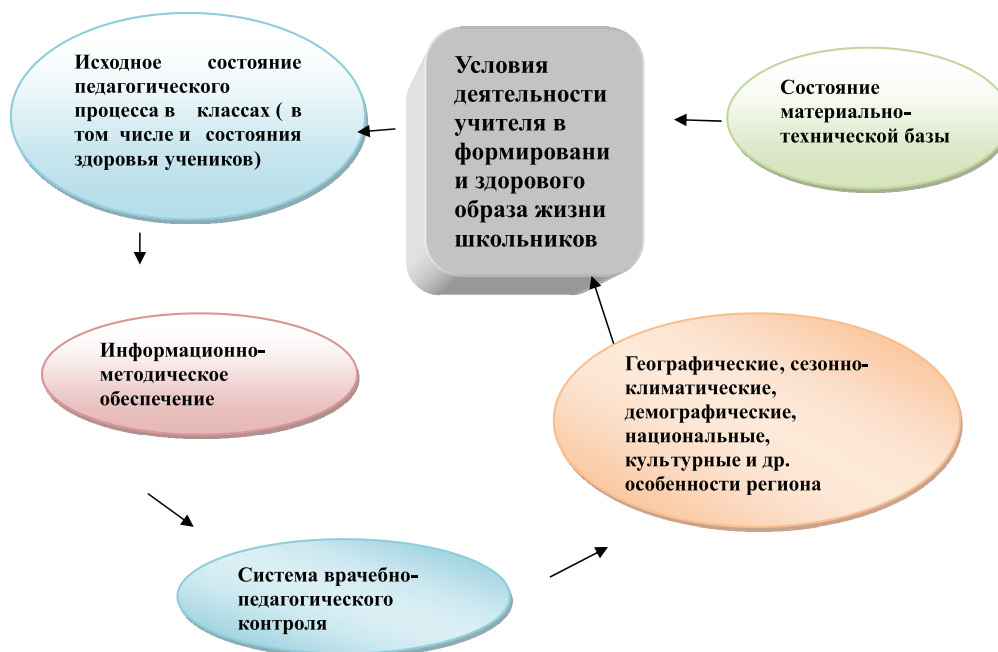 Исходное состояние
педагогического
процесса в классах ( в
том числе и состояния
здоровья учеников)
Условия
деятельности
учителя в
формировани
и здорового
образа жизни
школьников
Состояние
материально-
технической базы
Информационно-
методическое
обеспечение
Географические, сезонно-
климатические,
демографические,
национальные,
культурные и др.
особенности региона
Система врачебно-
педагогического
контроля